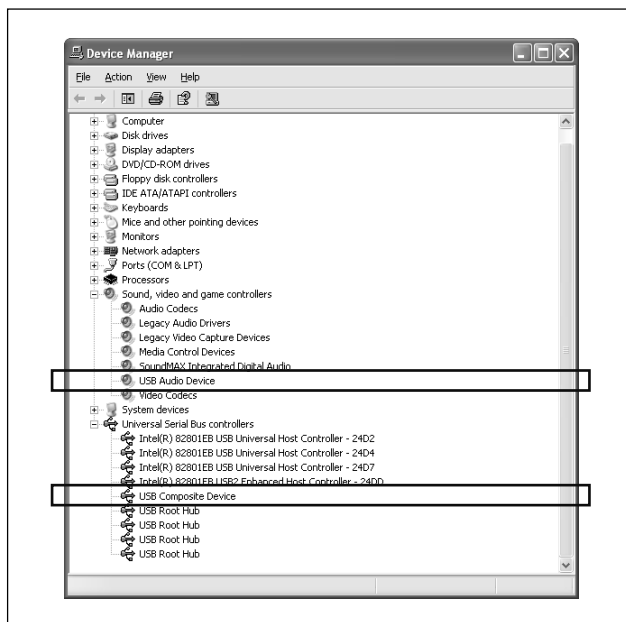 Device Manager
File Action View Help
Computer
Disk drives
Display adapters
DVD/CD-ROM drives
Floppy disk controllers
IDE ATA/ATAPI controllers
Keyboards
Mice and other pointing devices
Monitors
Network adapters
Ports (COM & LPT)
Processors
Sound, video and game controllers
Audio Codecs
Legacy Audio Drivers
Legacy Video Capture Devices
Media Control Devices
SoundMAX Integrated Digital Audio
USB Audio Device
Video Codecs
System devices
Universal Serial Bus controllers
Intel(R) 82801EB USB Universal Host Controller - 24D2
Intel(R) 82801EB USB Universal Host Controller - 24D4
Intel(R) 82801EB USB Universal Host Controller - 24D7
Intel(R) 82801EB USB2 Enhanced Host Controller - 24DD
USB Composite Device
USB Root Hub
USB Root Hub
USB Root Hub
USB Root Hub